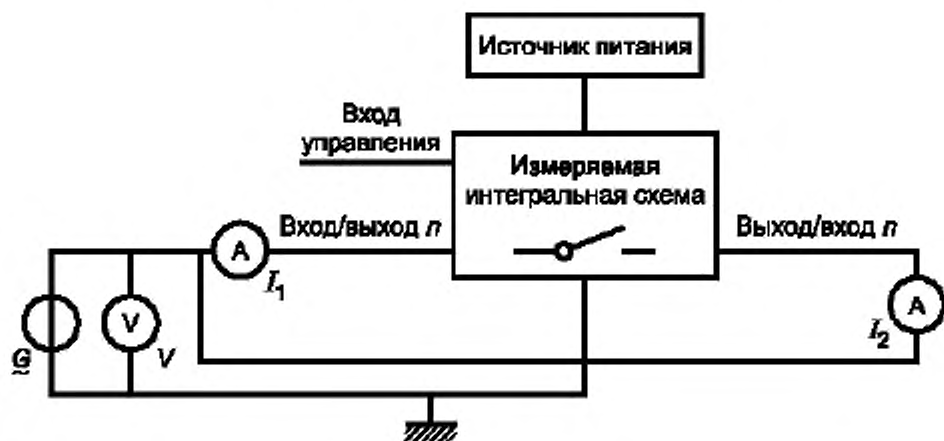 Источник питания
Вход
управления
Измеряемая
интегральная схема
Вход/выход n
Выход/вход n
A
I₁
A
I₂
V
V
G